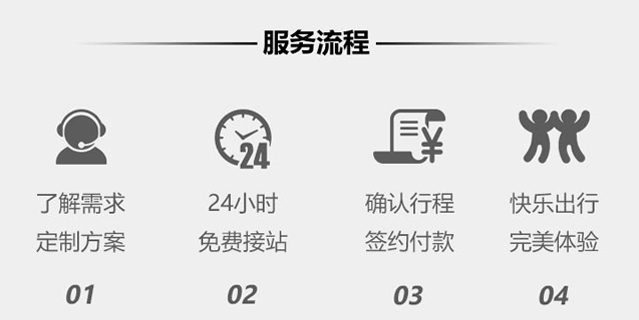 服务流程
24
了解需求 24小时 确认行程 快乐出行
定制方案 免费接站 签约付款 完美体验
01 02 03 04